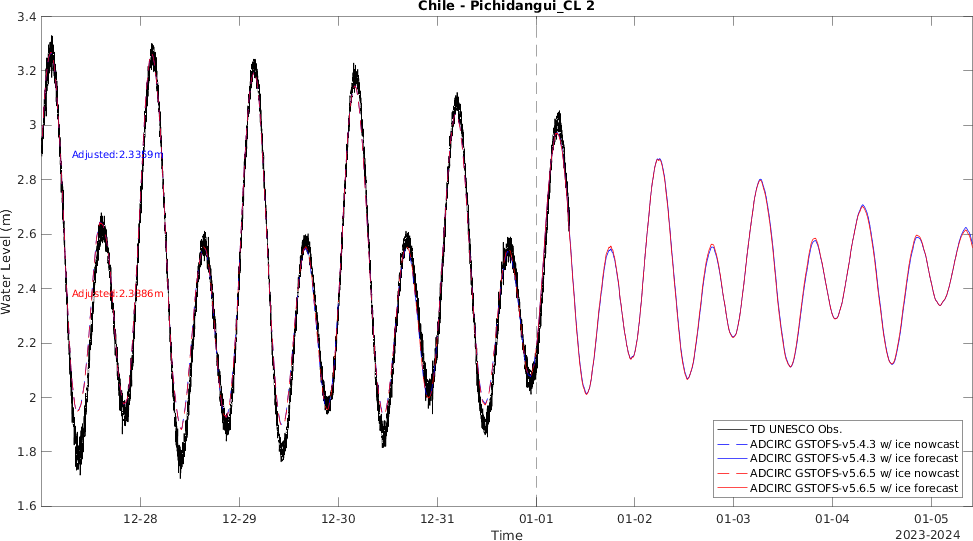 Chile - Pichidangui_CL 2
3.4
3.2
3
2.8
2.6
2.4
2.2
2
1.8
1.6
Water Level (m)
Adjusted:2.3359m
Adjusted:2.3386m
TD UNESCO Obs.
ADCIRC GSTOFS-v5.4.3 w/ ice nowcast
ADCIRC GSTOFS-v5.4.3 w/ ice forecast
ADCIRC GSTOFS-v5.6.5 w/ ice nowcast
ADCIRC GSTOFS-v5.6.5 w/ ice forecast
12-28 12-29 12-30 12-31 01-01 01-02 01-03 01-04 01-05
Time
2023-2024